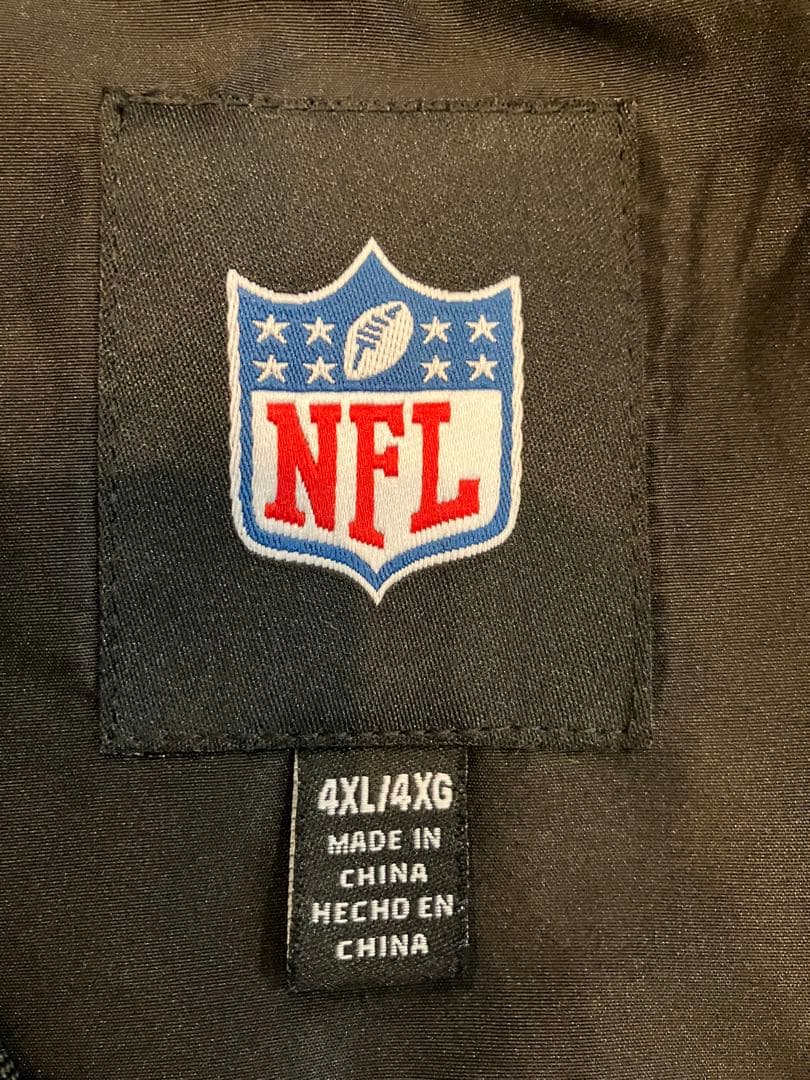 NFL
4XL/4XG
MADE IN
CHINA
HECHO EN
CHINA